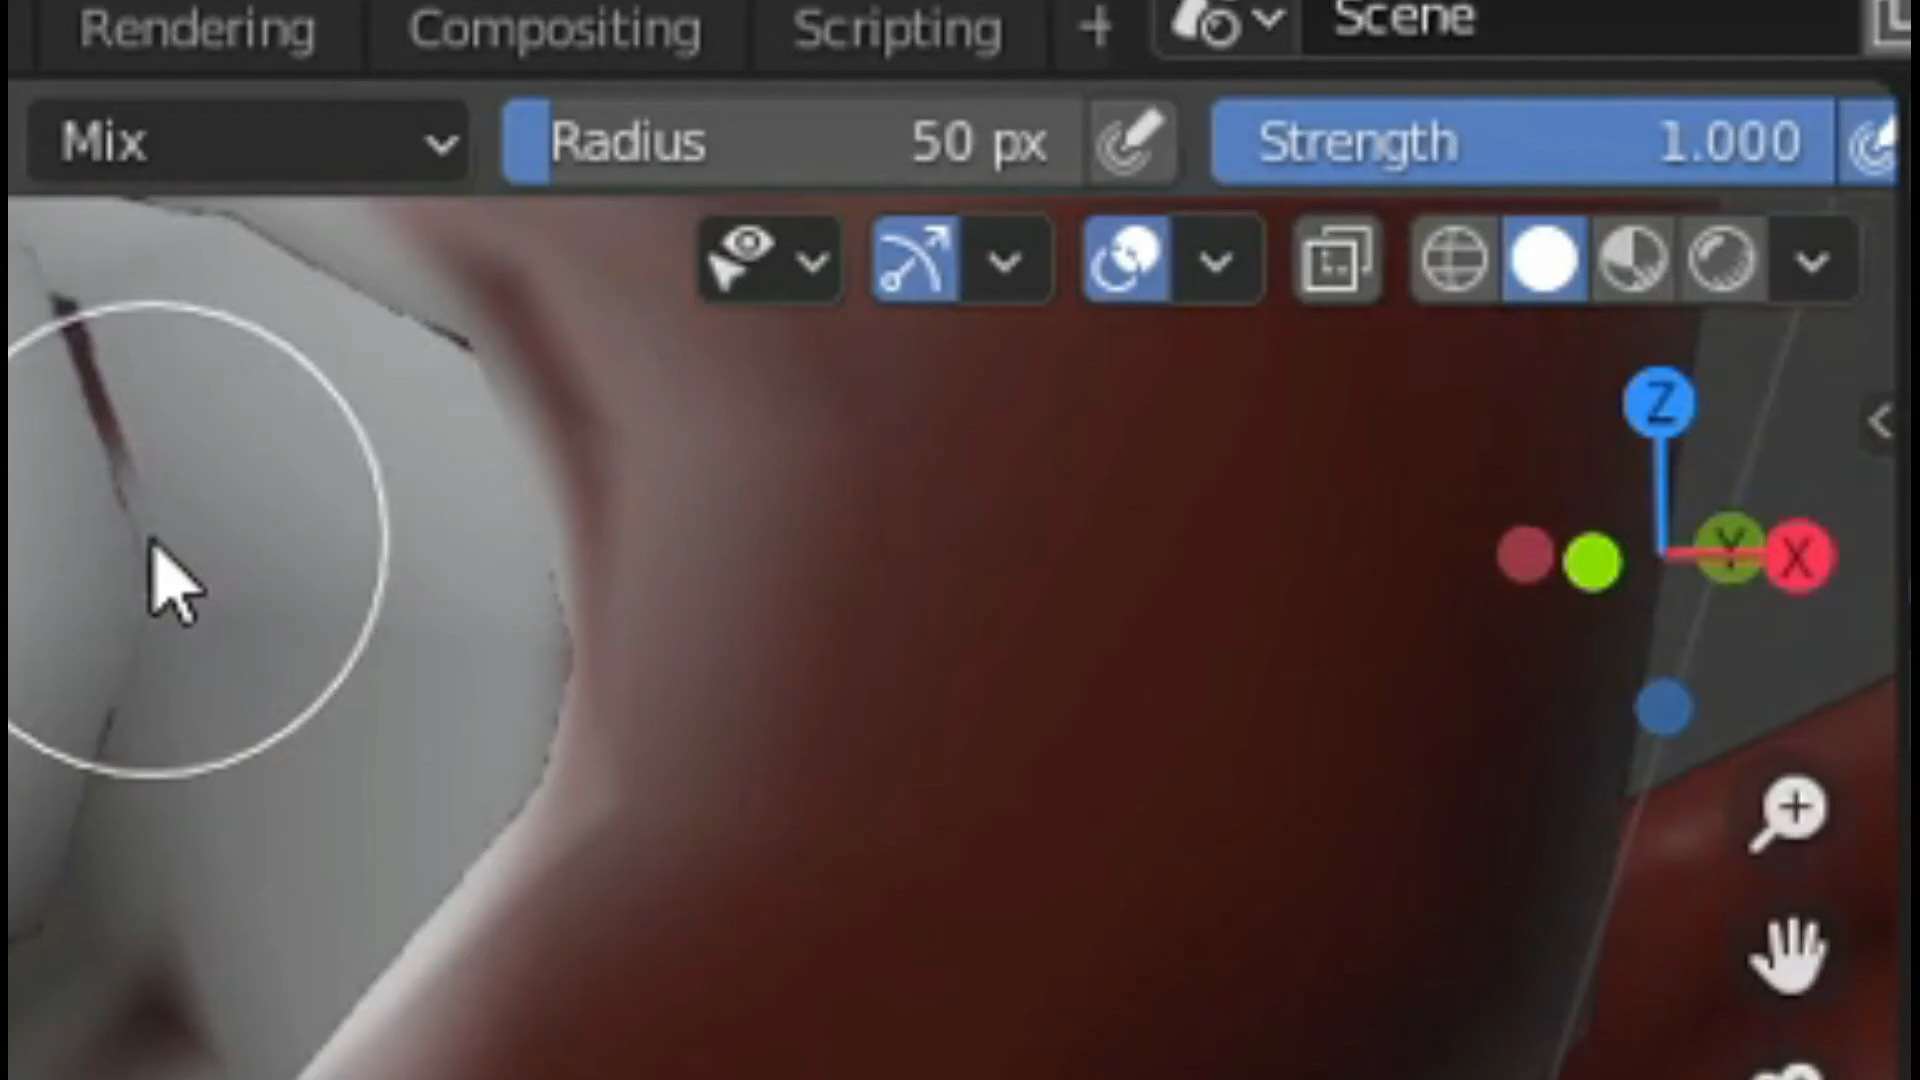 Rendering Compositing Scripting + Scene
Mix Radius 50 px Strength 1.000
Z
Y X